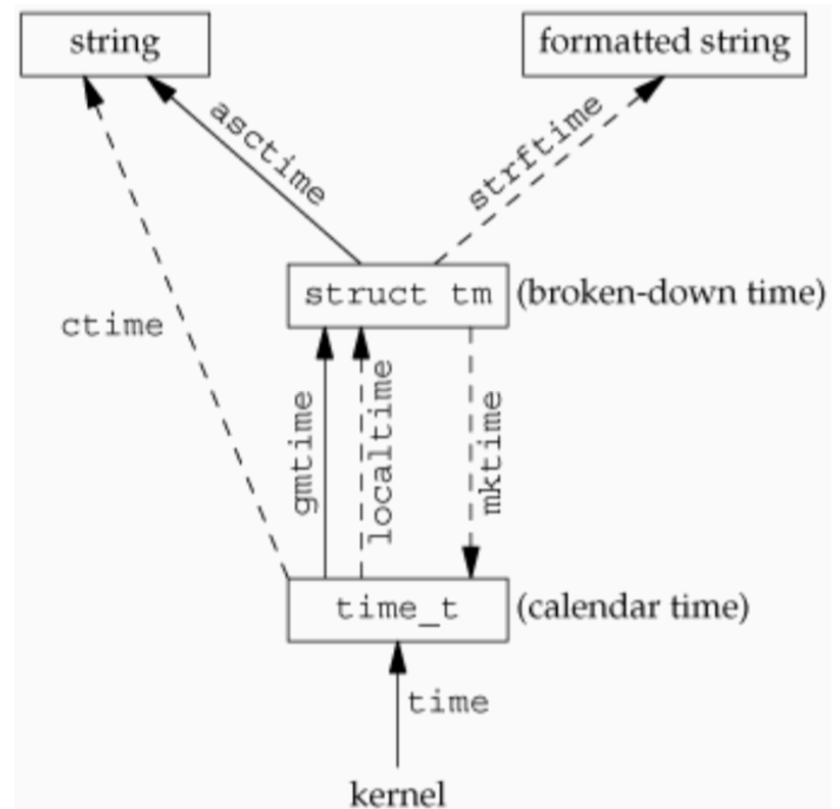 string
formatted string
asctime
strftime
struct tm
(broken-down time)
ctime
gmtime
localtime
mktime
time_t
(calendar time)
time
kernel